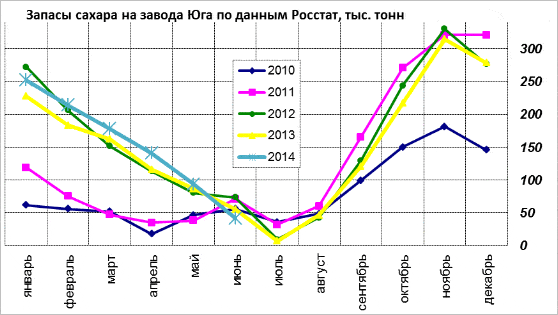 Запасы сахара на завода Юга по данным Росстат, тыс. тонн
2010
2011
2012
2013
2014
300
250
200
150
100
50
0
январь
февраль
март
апрель
май
июнь
июль
август
сентябрь
октябрь
ноябрь
декабрь